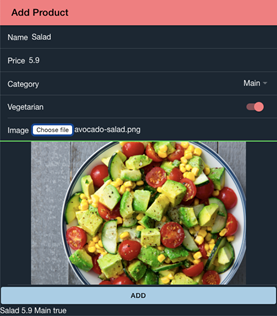 Add Product
Name Salad
Price 5.9
Category Main
Vegetarian
Image Choose file avocado-salad.png
ADD
Salad 5.9 Main true